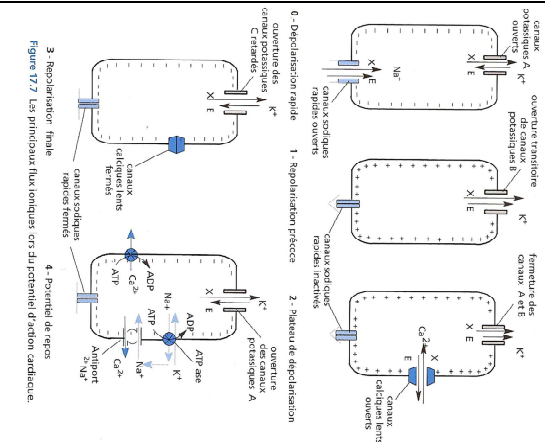 canaux
potassiques A
ouverts
K+
X
E
Na+
X
E
canaux sodiques
rapides ouverts
0 - Dépolarisation rapide
ouverture transitoire
de canaux
potassiques B
K+
X
E
canaux sodiques
rapides inactivés
1 - Repolarisation précoce
fermeture des
canaux A et B
K+
X
E
Ca2+
X
E
canaux
calciques lents
ouverts
2 - Plateau de dépolarisation
ouverture des
canaux potassiques
C retardés
K+
X
E
canaux
calciques lents
fermés
canaux sodiques
rapides fermés
3 - Repolarisation finale
ouverture
des canaux
potassiques A
K+
X
E
ATP ase
K+
ADP
Na+
ATP
Na+
Ca2+
Antiport
2+ Na+
ADP
Ca2+
ATP
4 - Potentiel de repos
Figure 17.7 Les principaux flux ioniques lors du potentiel d'action cardiaque.